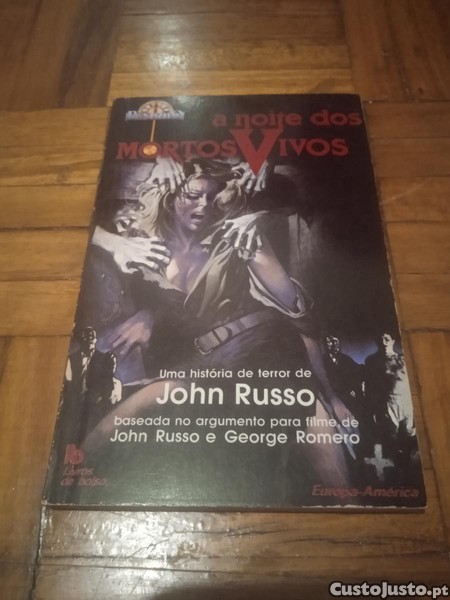 a noite dos
MORTOS VIVOS
Uma história de terror de
John Russo
baseada no argumento para filme de
John Russo e George Romero
Livros
de bolso
Europa-América
CustoJusto.pt